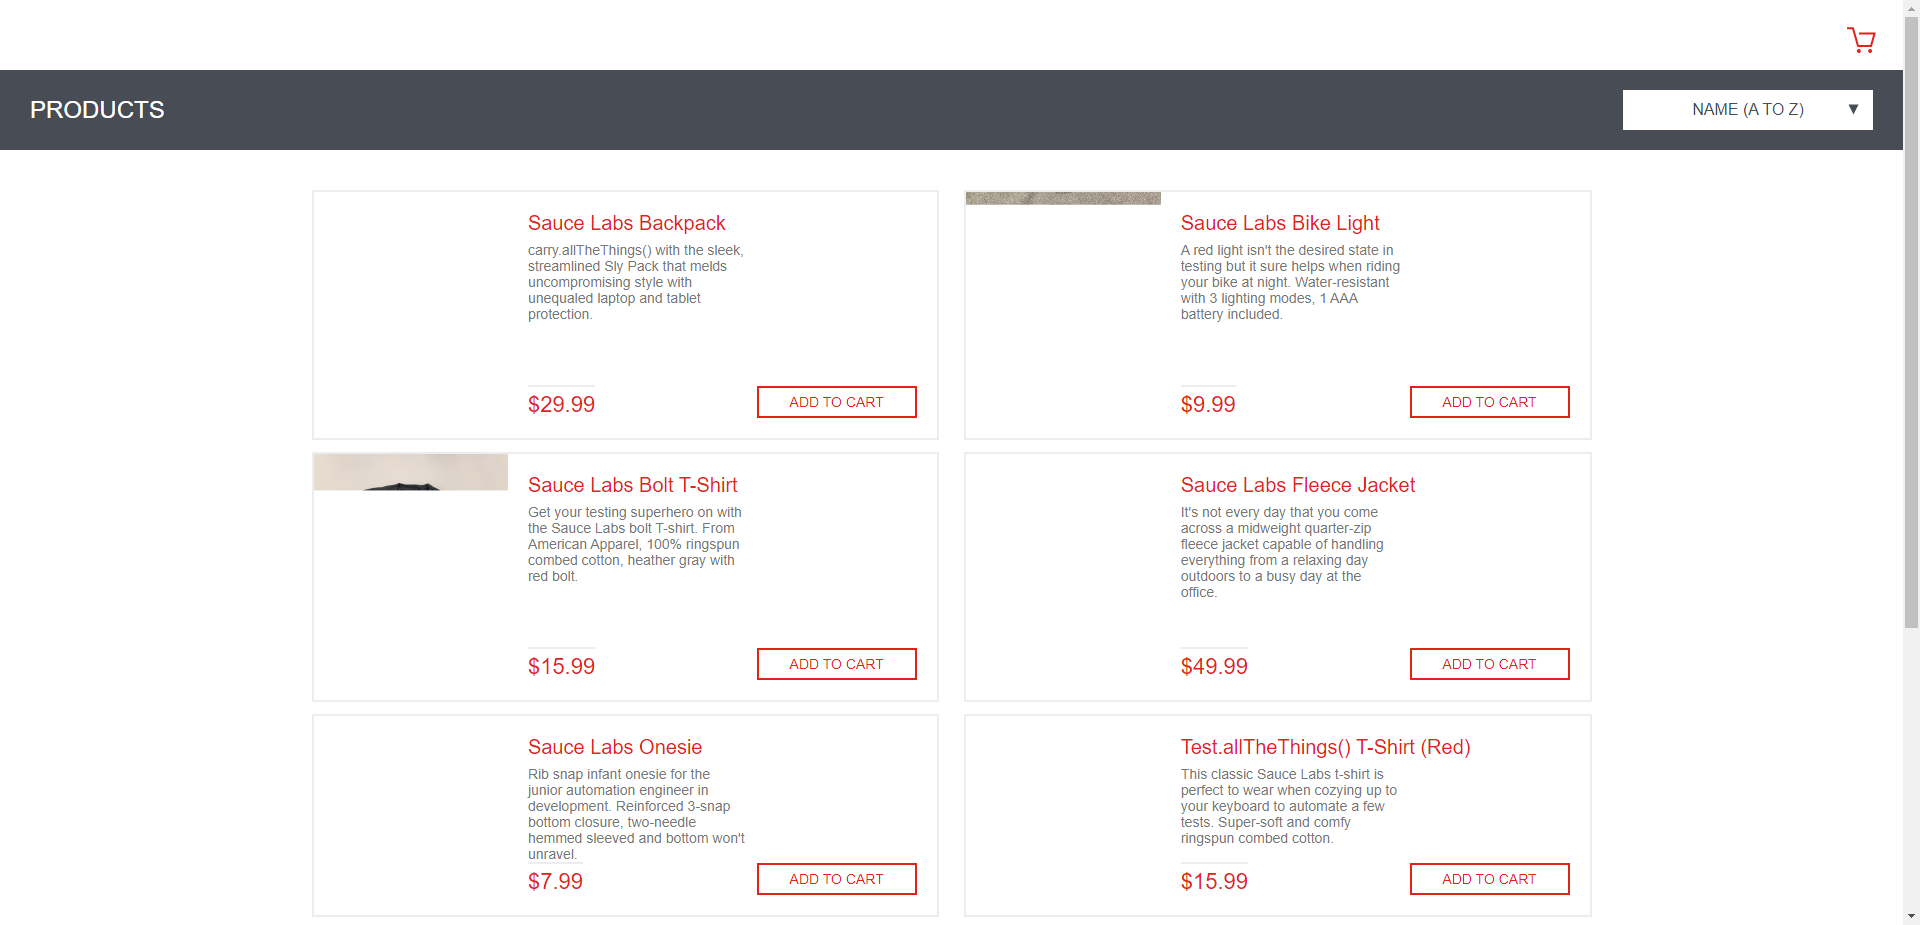 PRODUCTS
NAME (A TO Z) ▼
Sauce Labs Backpack
carry.allTheThings() with the sleek,
streamlined Sly Pack that melds
uncompromising style with
unequaled laptop and tablet
protection.
$29.99
ADD TO CART
Sauce Labs Bike Light
A red light isn't the desired state in
testing but it sure helps when riding
your bike at night. Water-resistant
with 3 lighting modes, 1 AAA
battery included.
$9.99
ADD TO CART
Sauce Labs Bolt T-Shirt
Get your testing superhero on with
the Sauce Labs bolt T-shirt. From
American Apparel, 100% ringspun
combed cotton, heather gray with
red bolt.
$15.99
ADD TO CART
Sauce Labs Fleece Jacket
It's not every day that you come
across a midweight quarter-zip
fleece jacket capable of handling
everything from a relaxing day
outdoors to a busy day at the
office.
$49.99
ADD TO CART
Sauce Labs Onesie
Rib snap infant onesie for the
junior automation engineer in
development. Reinforced 3-snap
bottom closure, two-needle
hemmed sleeved and bottom won't
unravel.
$7.99
ADD TO CART
Test.allTheThings() T-Shirt (Red)
This classic Sauce Labs t-shirt is
perfect to wear when cozying up to
your keyboard to automate a few
tests. Super-soft and comfy
ringspun combed cotton.
$15.99
ADD TO CART